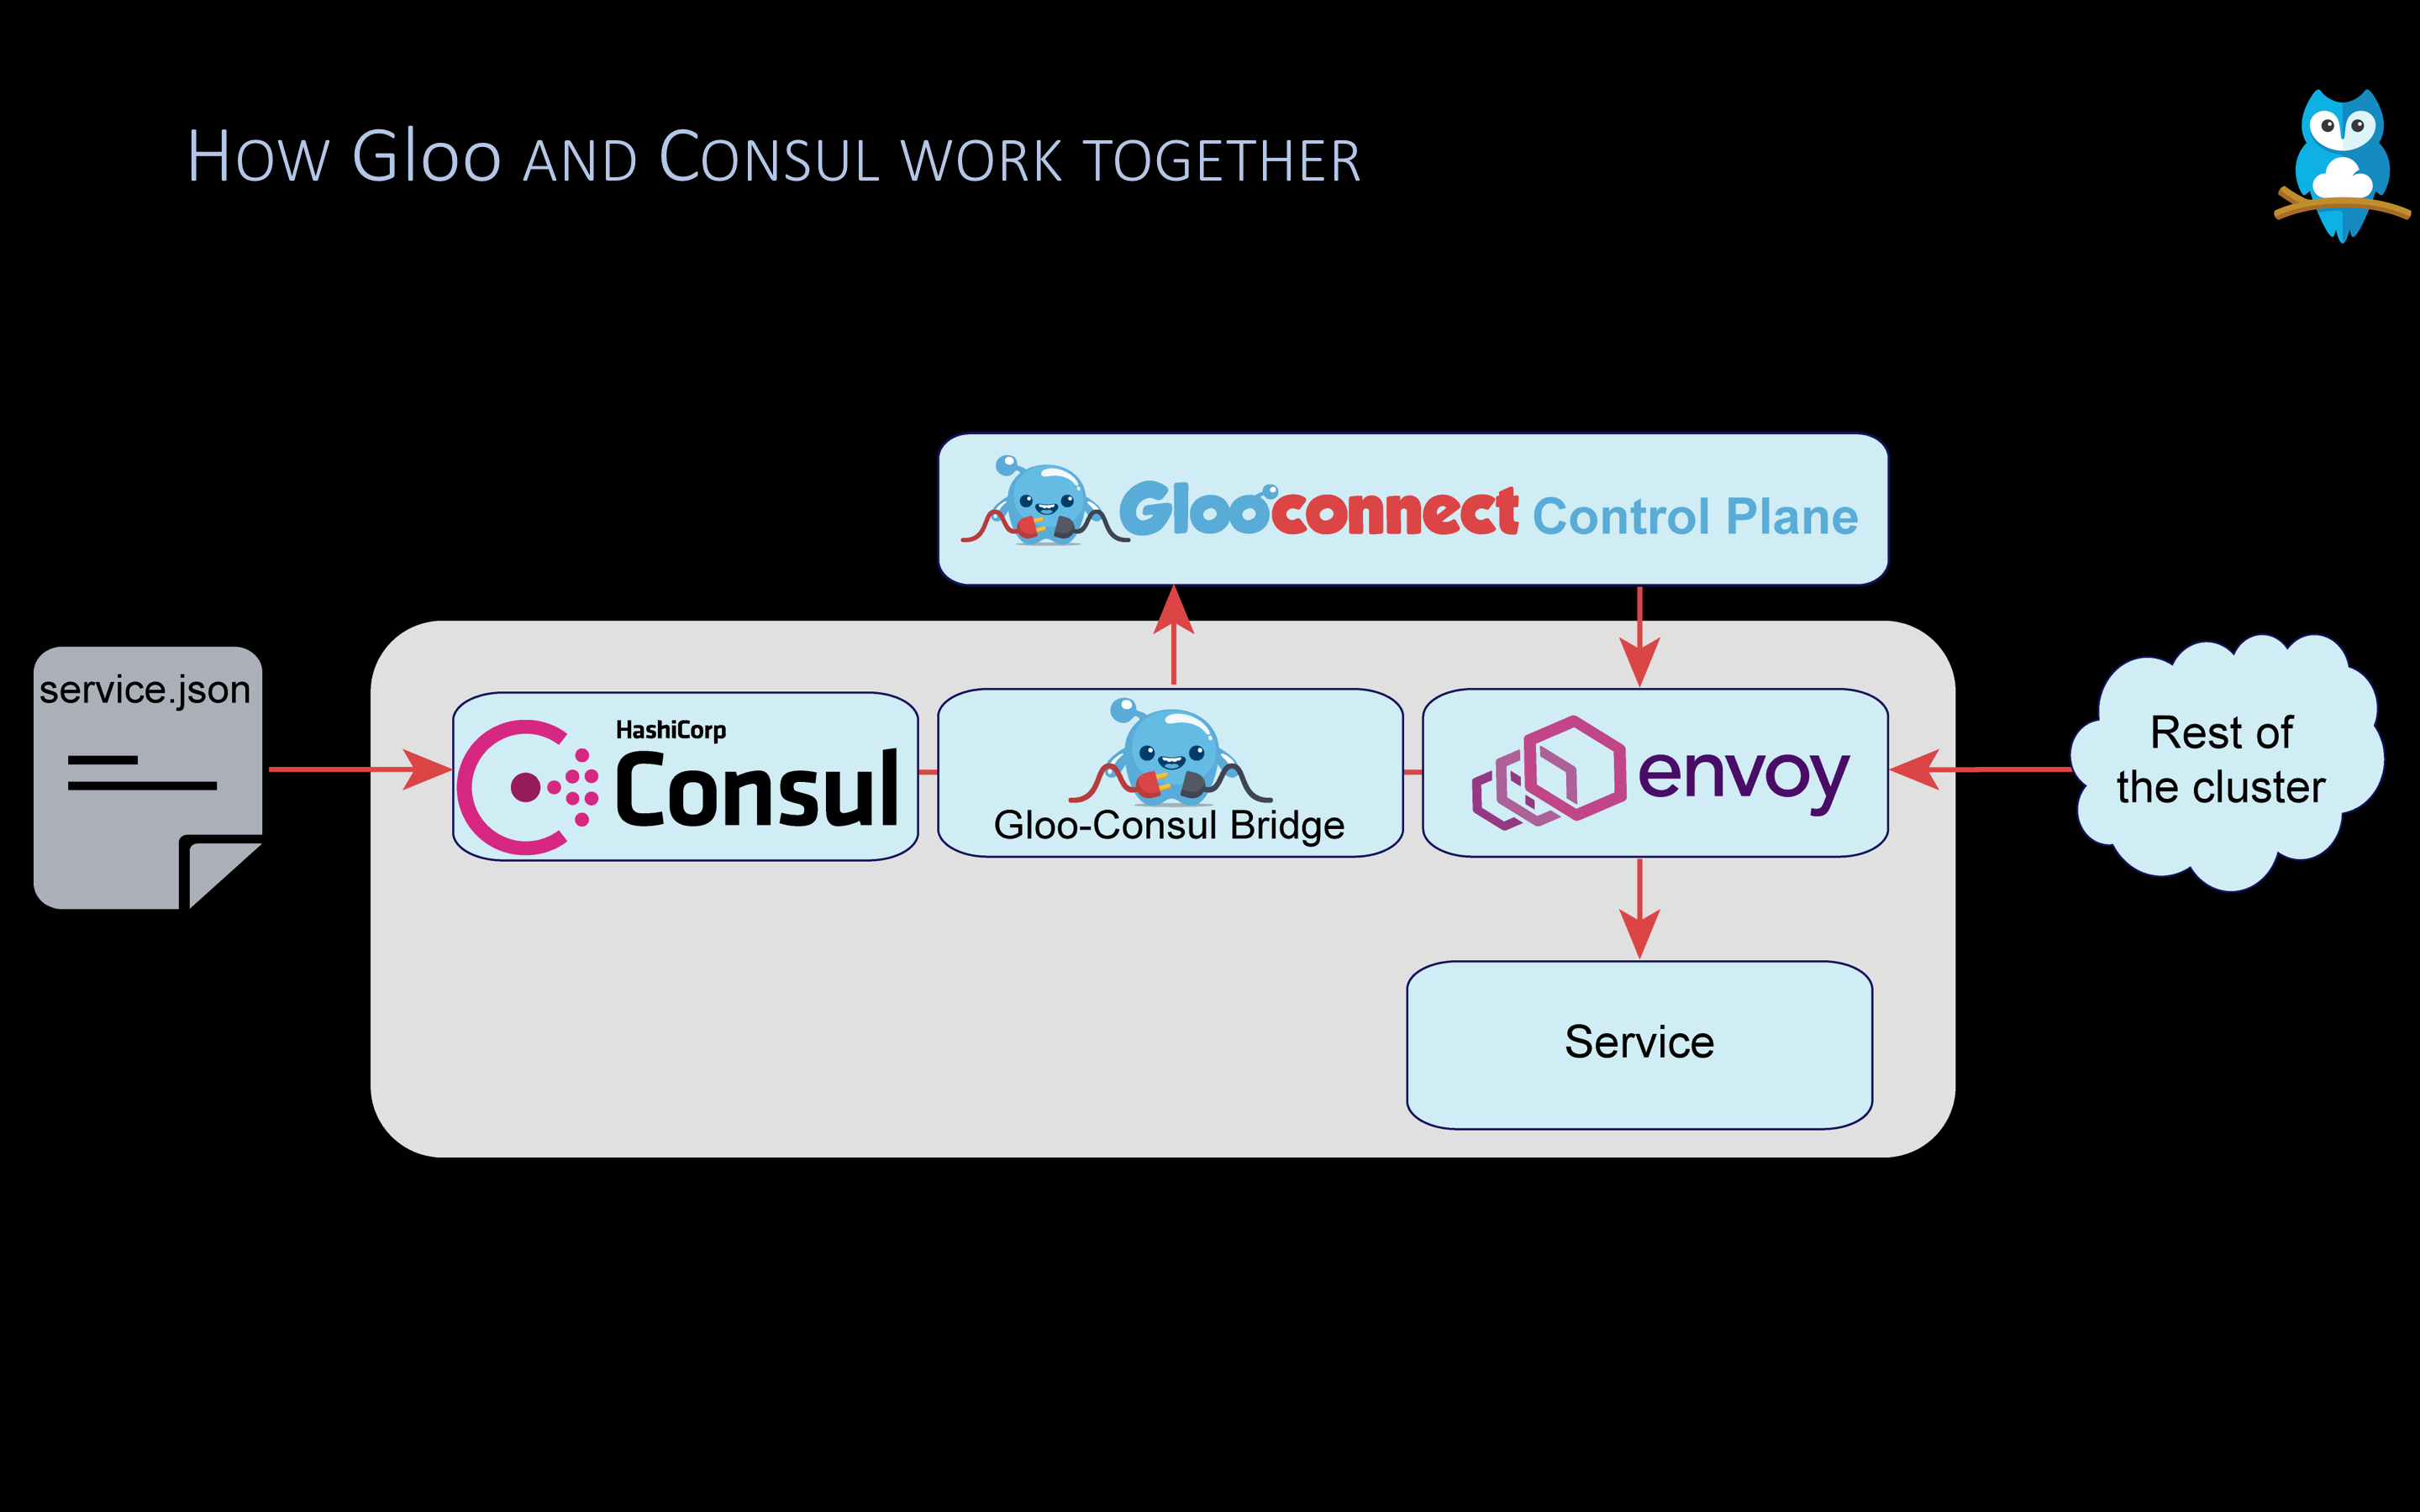 How Gloo and Consul work together
Glooconnect Control Plane
service.json
HashiCorp
Consul
Gloo-Consul Bridge
envoy
Rest of
the cluster
Service